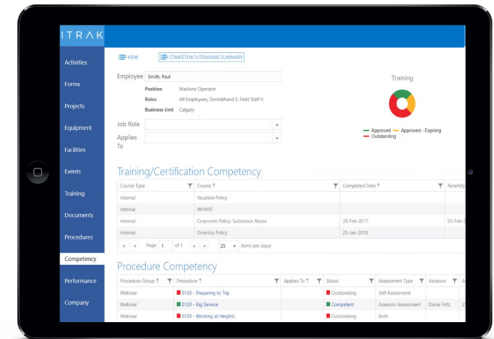 ITRAK
Activities
Forms
Projects
Equipment
Facilities
Events
Training
Documents
Procedures
Competency
Performance
Company
VIEW
COMPETENCY/TRAINING SUMMARY
Employee Smith, Paul
Position Machine Operator
Roles All Employees, Demo&hand II, Field Staff II
Business Unit Calgary
Job Role
Applies To
Training
Approved Approved - Expiring
Outstanding
Training/Certification Competency
Course Type Course ↑ Completed Date ↑ Recertify
Internal Vacation Policy
Internal WHMIS
Internal Corporate Policy: Substance Abuse 28-Feb-2017
Internal Diversity Policy 25-Jan-2018
Page 1 of 1 25 items per page
Procedure Competency
Procedure Group ↑ Procedure ↑ Applies To ↑ Status Assessment Type Assessor
Webinar 0120 - Preparing to Trip Outstanding Self Assessment
Webinar 0130 - Rig Service Competent Assessor Assessment Diane Fritz
Webinar 0130 - Working at Heights Outstanding Both